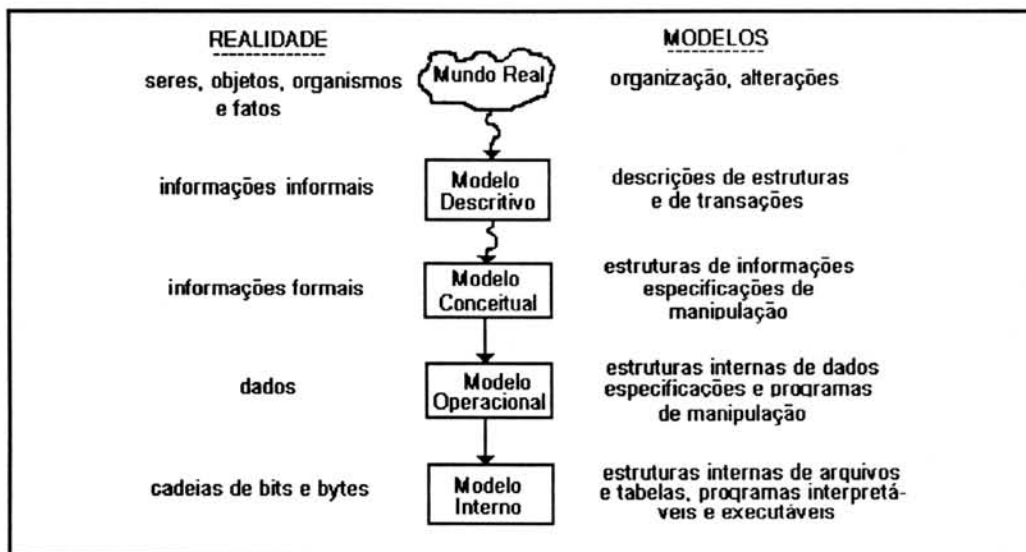 REALIDADE
MODELOS
seres, objetos, organismos
e fatos
Mundo Real
organização, alterações
informações informais
Modelo
Descritivo
descrições de estruturas
e de transações
informações formais
Modelo
Conceitual
estruturas de informações
especificações de
manipulação
dados
Modelo
Operacional
estruturas internas de dados
especificações e programas
de manipulação
cadeias de bits e bytes
Modelo
Interno
estruturas internas de arquivos
e tabelas, programas interpretá-
veis e executáveis